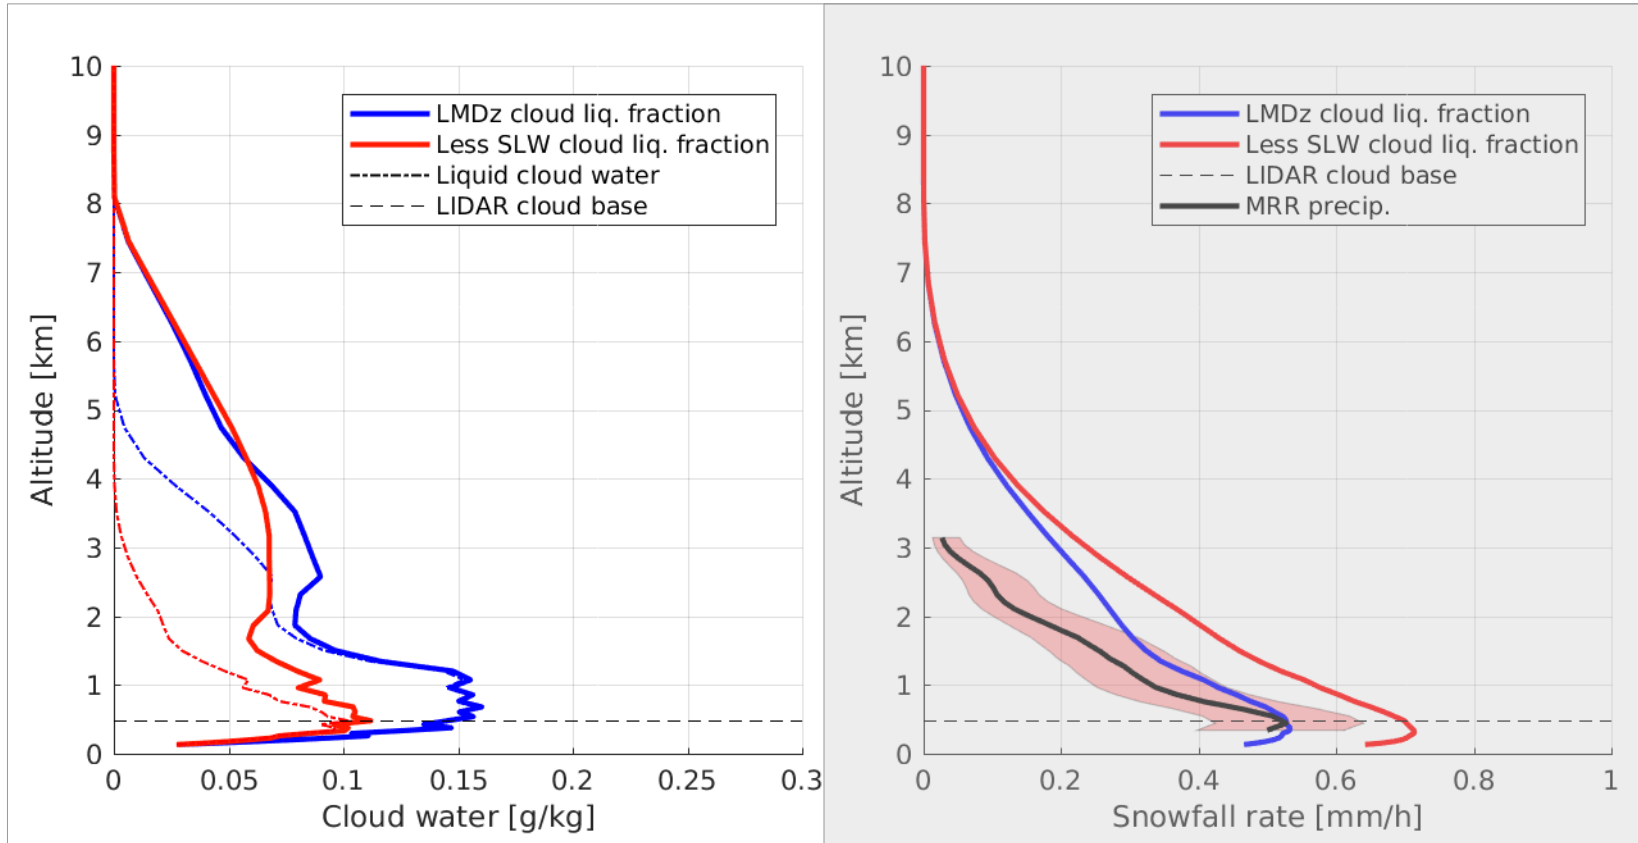 10
9
8
7
6
5
4
3
2
1
0
Altitude [km]
LMDz cloud liq. fraction
Less SLW cloud liq. fraction
Liquid cloud water
LIDAR cloud base
0 0.05 0.1 0.15 0.2 0.25 0.3
Cloud water [g/kg]
10
9
8
7
6
5
4
3
2
1
0
Altitude [km]
LMDz cloud liq. fraction
Less SLW cloud liq. fraction
LIDAR cloud base
MRR precip.
0 0.2 0.4 0.6 0.8 1
Snowfall rate [mm/h]